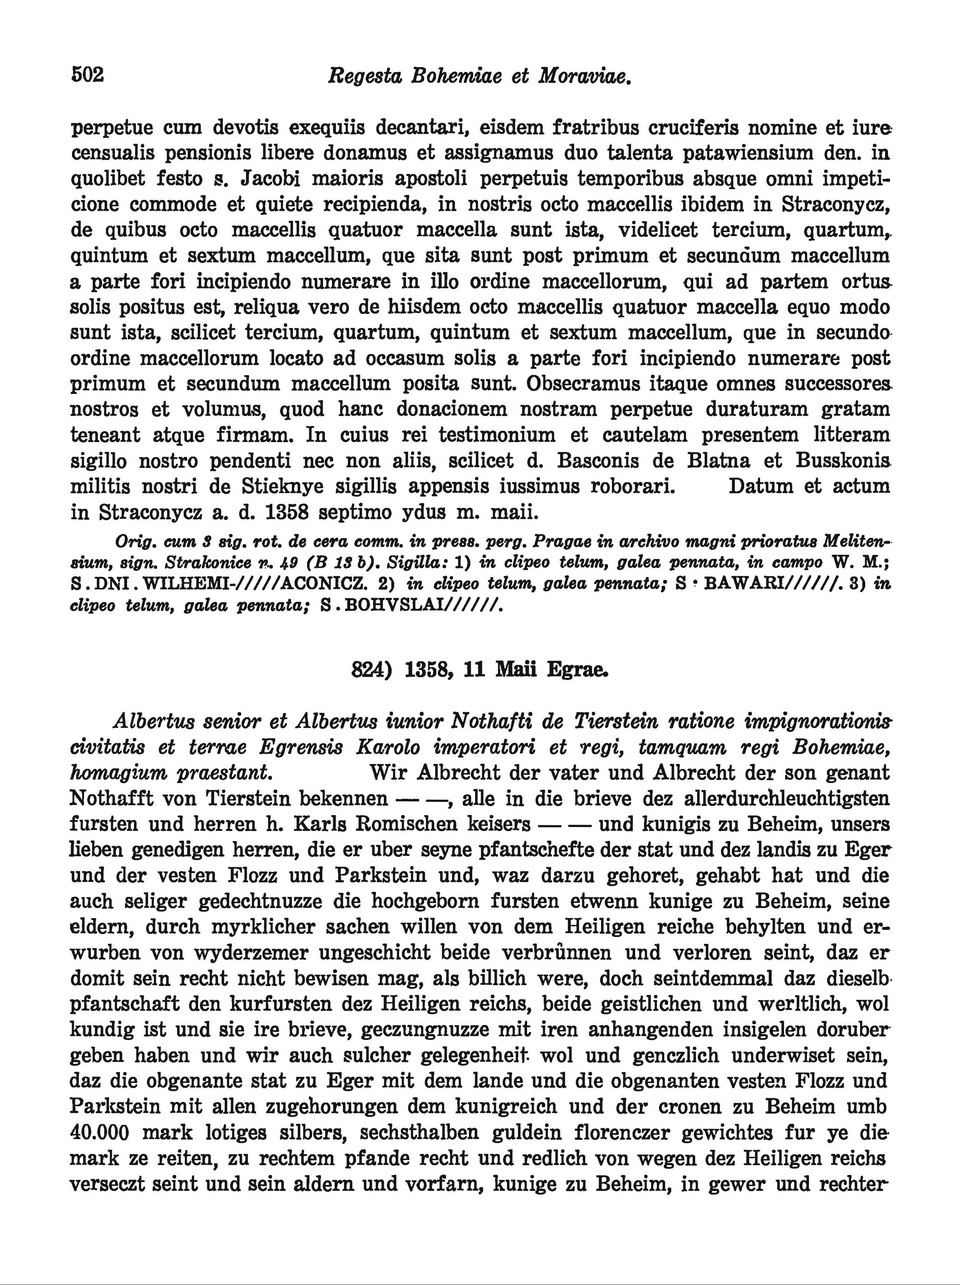 502
Regesta Bohemiae et Moraviae.
perpetue cum devotis exequiis decantari, eisdem fratribus cruciferis nomine et iure
censualis pensionis libere donamus et assignamus duo talenta patawiensium den. in
quolibet festo s. Jacobi maioris apostoli perpetuis temporibus absque omni impeti-
cione commode et quiete recipienda, in nostris octo maccellis ibidem in Straconycz,
de quibus octo maccellis quatuor maccella sunt ista, videlicet tercium, quartum,
quintum et sextum maccellum, que sita sunt post primum et secundum maccellum
a parte fori incipiendo numerare in illo ordine maccellorum, qui ad partem ortus
solis positus est, reliqua vero de hiisdem octo maccellis quatuor maccella equo modo
sunt ista, scilicet tercium, quartum, quintum et sextum maccellum, que in secundo
ordine maccellorum locato ad occasum solis a parte fori incipiendo numerare post
primum et secundum maccellum posita sunt. Obsecramus itaque omnes successores
nostros et volumus, quod hanc donacionem nostram perpetue duraturam gratam
teneant atque firmam. In cuius rei testimonium et cautelam presentem litteram
sigillo nostro pendenti nec non aliis, scilicet d. Basconis de Blatna et Busskonis
militis nostri de Stieknye sigillis appensis iussimus roborari. Datum et actum
in Straconycz a. d. 1358 septimo ydus m. maii.
Orig. cum 3 sig. rot. de cera comm. in press. perg. Pragae in archivo magni prioratus Meliten-
sium, sign. Strakonice n. 49 (B 13 b). Sigilla: 1) in clipeo telum, galea pennata, in campo W. M.;
S. DNI. WILHEMI-/////ACONICZ. 2) in clipeo telum, galea pennata; S : BAWARI//////. 3) in
clipeo telum, galea pennata; S. BOHVSLAI//////.
824) 1358, 11 Maii Egrae.
Albertus senior et Albertus iunior Nothafti de Tierstein ratione impignorationis
civitatis et terrae Egrensis Karolo imperatori et regi, tamquam regi Bohemiae,
homagium praestant. Wir Albrecht der vater und Albrecht der son genant
Nothafft von Tierstein bekennen — —, alle in die brieve dez allerdurchleuchtigsten
fursten und herren h. Karls Romischen keisers — — und kunigis zu Beheim, unsers
lieben genedigen herren, die er uber seyne pfantschefte der stat und dez landis zu Eger
und der vesten Flozz und Parkstein und, waz darzu gehoret, gehabt hat und die
auch seliger gedechtnuzze die hochgeborn fursten etwenn kunige zu Beheim, seine
eldern, durch myrklicher sachen willen von dem Heiligen reiche behylten und er-
wurben von wyderzemer ungeschicht beide verbrůnnen und verloren seint, daz er
domit sein recht nicht bewisen mag, als billich were, doch seintdemmal daz dieselb
pfantschaft den kurfursten dez Heiligen reichs, beide geistlichen und werltlich, wol
kundig ist und sie ire brieve, geczungnuzze mit iren anhangenden insigelen doruber
geben haben und wir auch sulcher gelegenheit wol und genczlich underwiset sein,
daz die obgenante stat zu Eger mit dem lande und die obgenanten vesten Flozz und
Parkstein mit allen zugehorungen dem kunigreich und der cronen zu Beheim umb
40.000 mark lotiges silbers, sechsthalben guldein florenczer gewichtes fur ye die
mark ze reiten, zu rechtem pfande recht und redlich von wegen dez Heiligen reichs
verseczt seint und sein aldern und vorfarn, kunige zu Beheim, in gewer und rechter